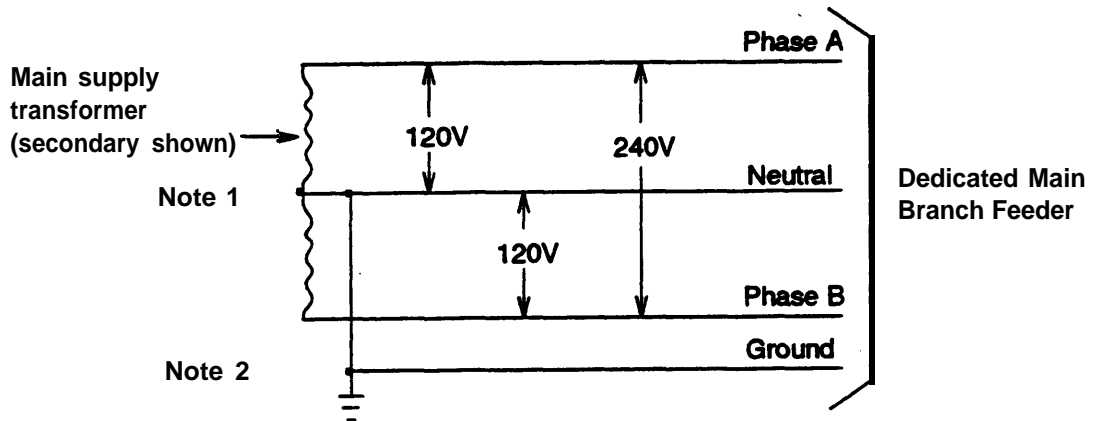 Phase A
Main supply
transformer
(secondary shown)
120V
240V
Note 1
Neutral
Dedicated Main
Branch Feeder
120V
Phase B
Ground
Note 2